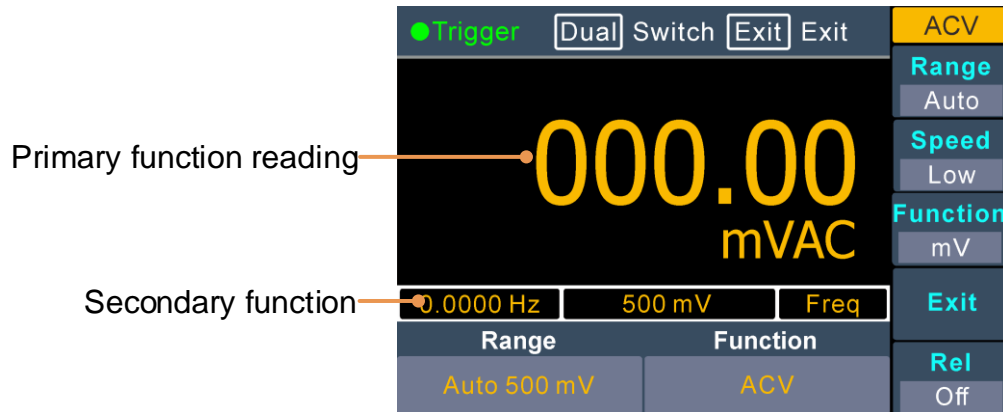 Trigger Dual Switch Exit Exit
ACV
Range
Auto
Primary function reading
000.00
mVAC
Speed
Low
Function
mV
Secondary function
0.0000 Hz 500 mV Freq
Exit
Range Function
Auto 500 mV ACV
Rel
Off